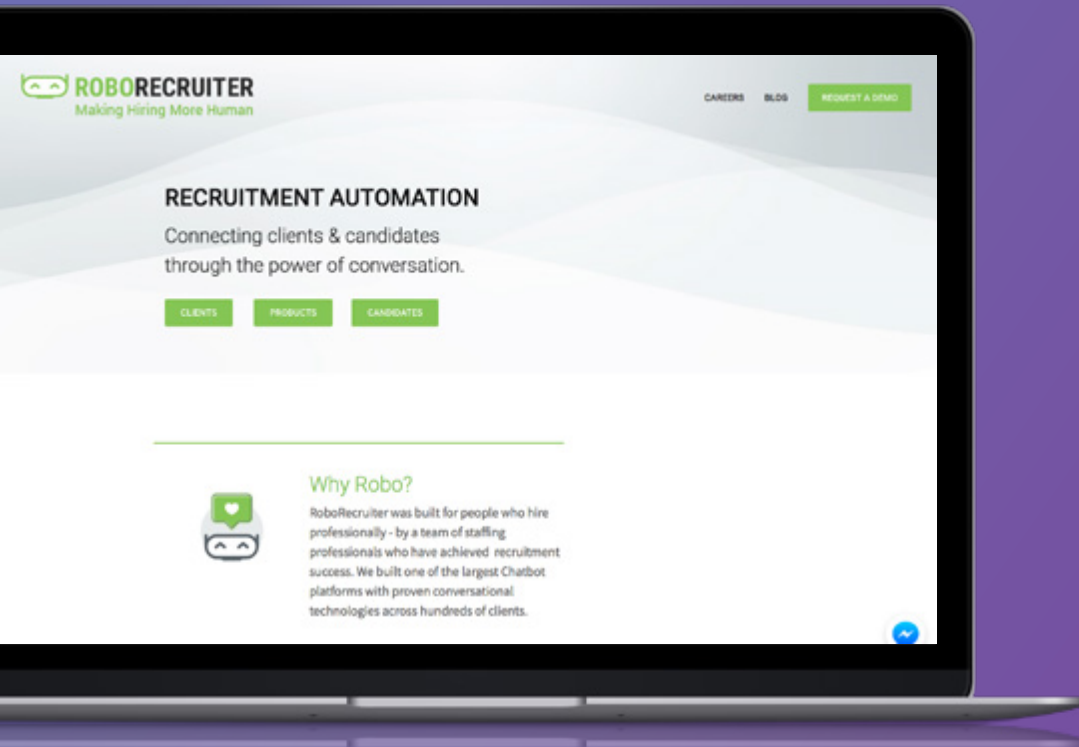 ROBORECRUITER
Making Hiring More Human
CAREERS
BLOG
REQUEST A DEMO
RECRUITMENT AUTOMATION
Connecting clients & candidates
through the power of conversation.
CLIENTS
PRODUCTS
CANDIDATES
Why Robo?
RoboRecruiter was built for people who hire
professionally - by a team of staffing
professionals who have achieved recruitment
success. We built one of the largest Chatbot
platforms with proven conversational
technologies across hundreds of clients.